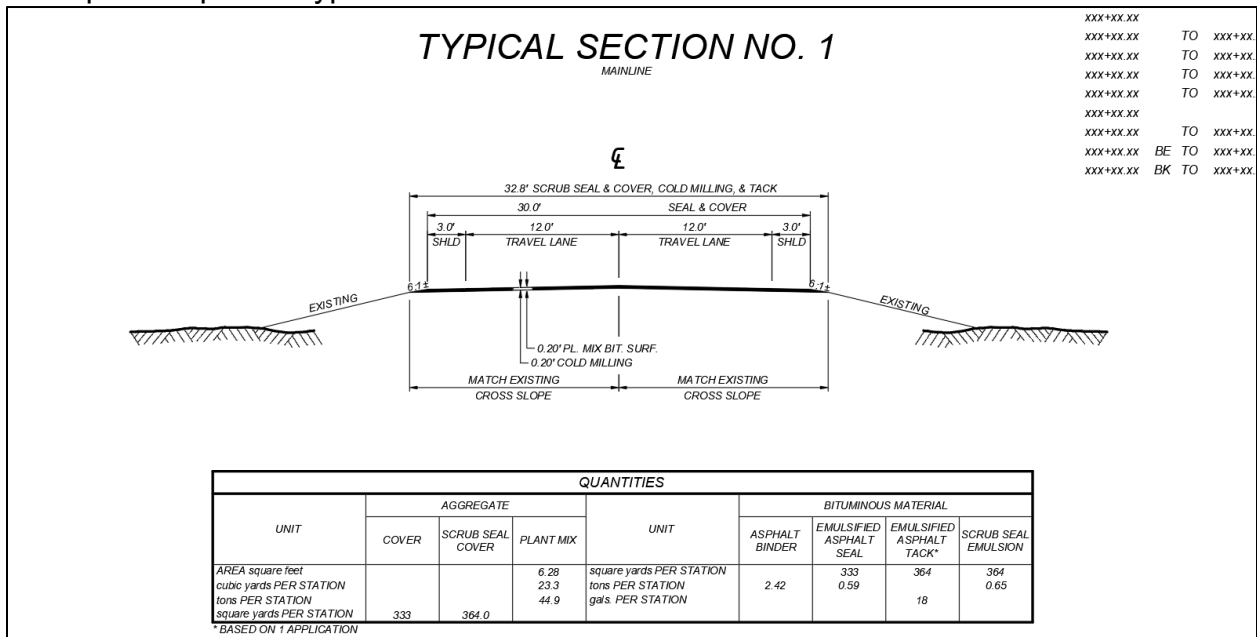 TYPICAL SECTION NO. 1
MAINLINE
xxx+xx.xx
xxx+xx.xx TO xxx+xx.
xxx+xx.xx TO xxx+xx.
xxx+xx.xx TO xxx+xx.
xxx+xx.xx TO xxx+xx.
xxx+xx.xx
xxx+xx.xx TO xxx+xx.
xxx+xx.xx BE TO xxx+xx.
xxx+xx.xx BK TO xxx+xx.
℄
32.8' SCRUB SEAL & COVER, COLD MILLING, & TACK
30.0' SEAL & COVER
3.0' 12.0' 12.0' 3.0'
SHLD TRAVEL LANE TRAVEL LANE SHLD
6:1± 6:1±
EXISTING EXISTING
0.20' PL. MIX BIT. SURF.
0.20' COLD MILLING
MATCH EXISTING MATCH EXISTING
CROSS SLOPE CROSS SLOPE
QUANTITIES
UNIT AGGREGATE UNIT BITUMINOUS MATERIAL
COVER SCRUB SEAL COVER PLANT MIX ASPHALT BINDER EMULSIFIED ASPHALT SEAL EMULSIFIED ASPHALT TACK* SCRUB SEAL EMULSION
AREA square feet 6.28 square yards PER STATION 333 364 364
cubic yards PER STATION 23.3 tons PER STATION 2.42 0.59 0.65
tons PER STATION 44.9 gals. PER STATION 18
square yards PER STATION 333 364.0
* BASED ON 1 APPLICATION